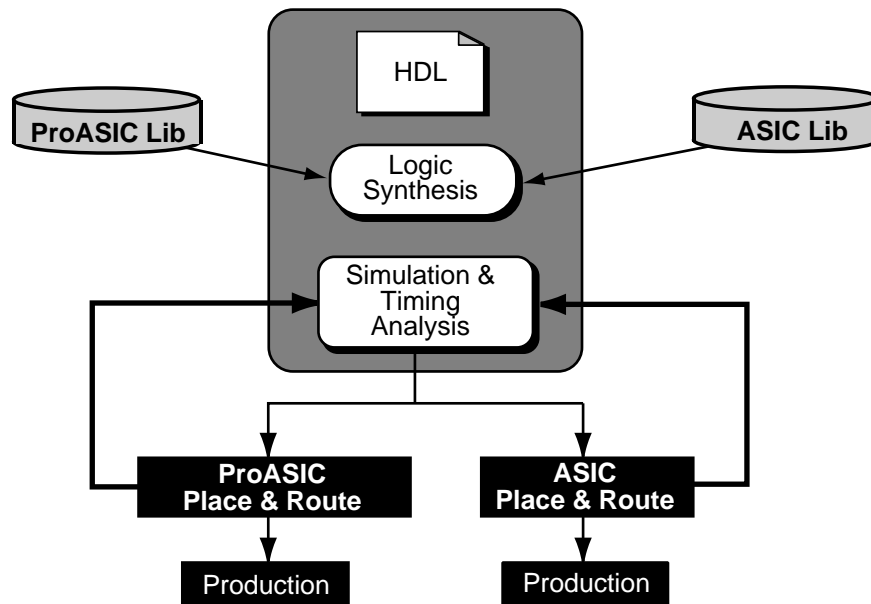 HDL
ProASIC Lib
ASIC Lib
Logic
Synthesis
Simulation &
Timing
Analysis
ProASIC
Place & Route
ASIC
Place & Route
Production
Production